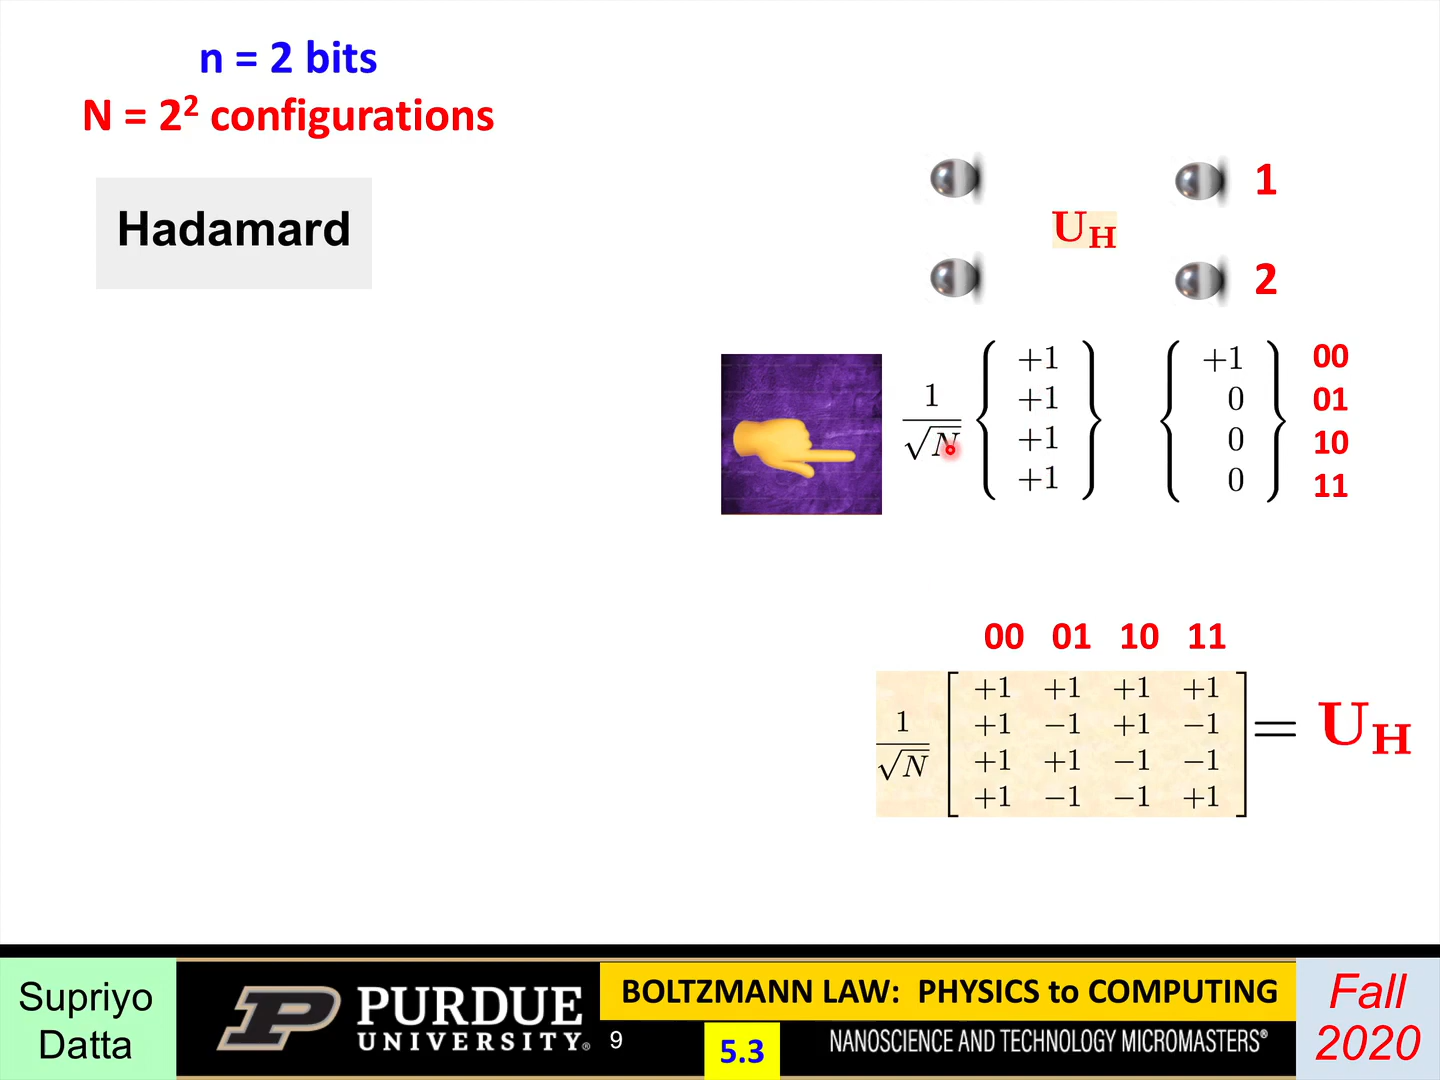 n = 2 bits
N = 2² configurations
Hadamard
1
U_H
2
1/√N { +1 +1 +1 +1 } { +1 0 0 0 }
00
01
10
11
00 01 10 11
1/√N
+1 +1 +1 +1
+1 −1 +1 −1
+1 +1 −1 −1
+1 −1 −1 +1
= U_H
Supriyo
Datta
P PURDUE
UNIVERSITY®
9
BOLTZMANN LAW: PHYSICS to COMPUTING
5.3
NANOSCIENCE AND TECHNOLOGY MICROMASTERS®
Fall
2020